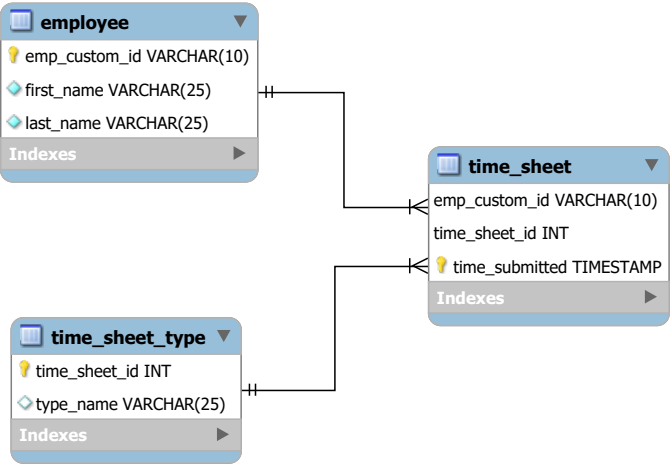 employee
emp_custom_id VARCHAR(10)
first_name VARCHAR(25)
last_name VARCHAR(25)
Indexes
time_sheet
emp_custom_id VARCHAR(10)
time_sheet_id INT
time_submitted TIMESTAMP
Indexes
time_sheet_type
time_sheet_id INT
type_name VARCHAR(25)
Indexes